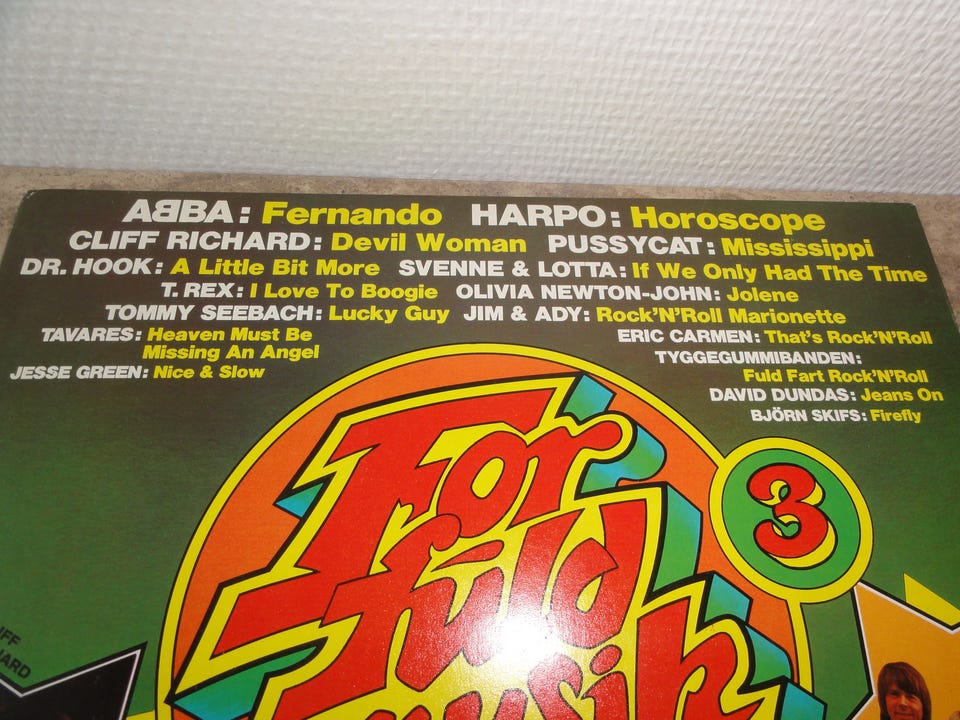 ABBA: Fernando HARPO: Horoscope
CLIFF RICHARD: Devil Woman PUSSYCAT: Mississippi
DR. HOOK: A Little Bit More SVENNE & LOTTA: If We Only Had The Time
T. REX: I Love To Boogie OLIVIA NEWTON-JOHN: Jolene
TOMMY SEEBACH: Lucky Guy JIM & ADY: Rock'N'Roll Marionette
TAVARES: Heaven Must Be
Missing An Angel
JESSE GREEN: Nice & Slow
ERIC CARMEN: That's Rock'N'Roll
TYGGEGUMMIBANDEN:
Fuld Fart Rock'N'Roll
DAVID DUNDAS: Jeans On
BJÖRN SKIFS: Firefly
For
fuld
musik
3